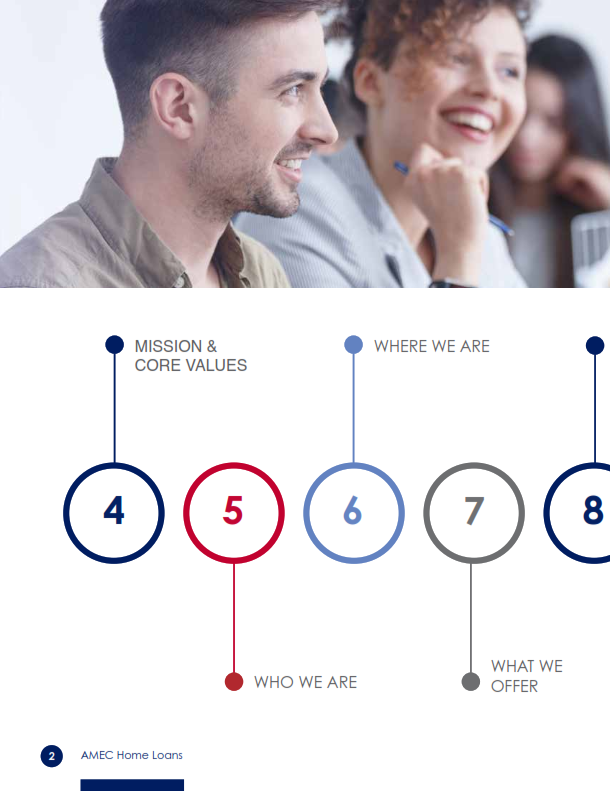 MISSION &
CORE VALUES
WHERE WE ARE
4
5
6
7
8
WHO WE ARE
WHAT WE
OFFER
2
AMEC Home Loans